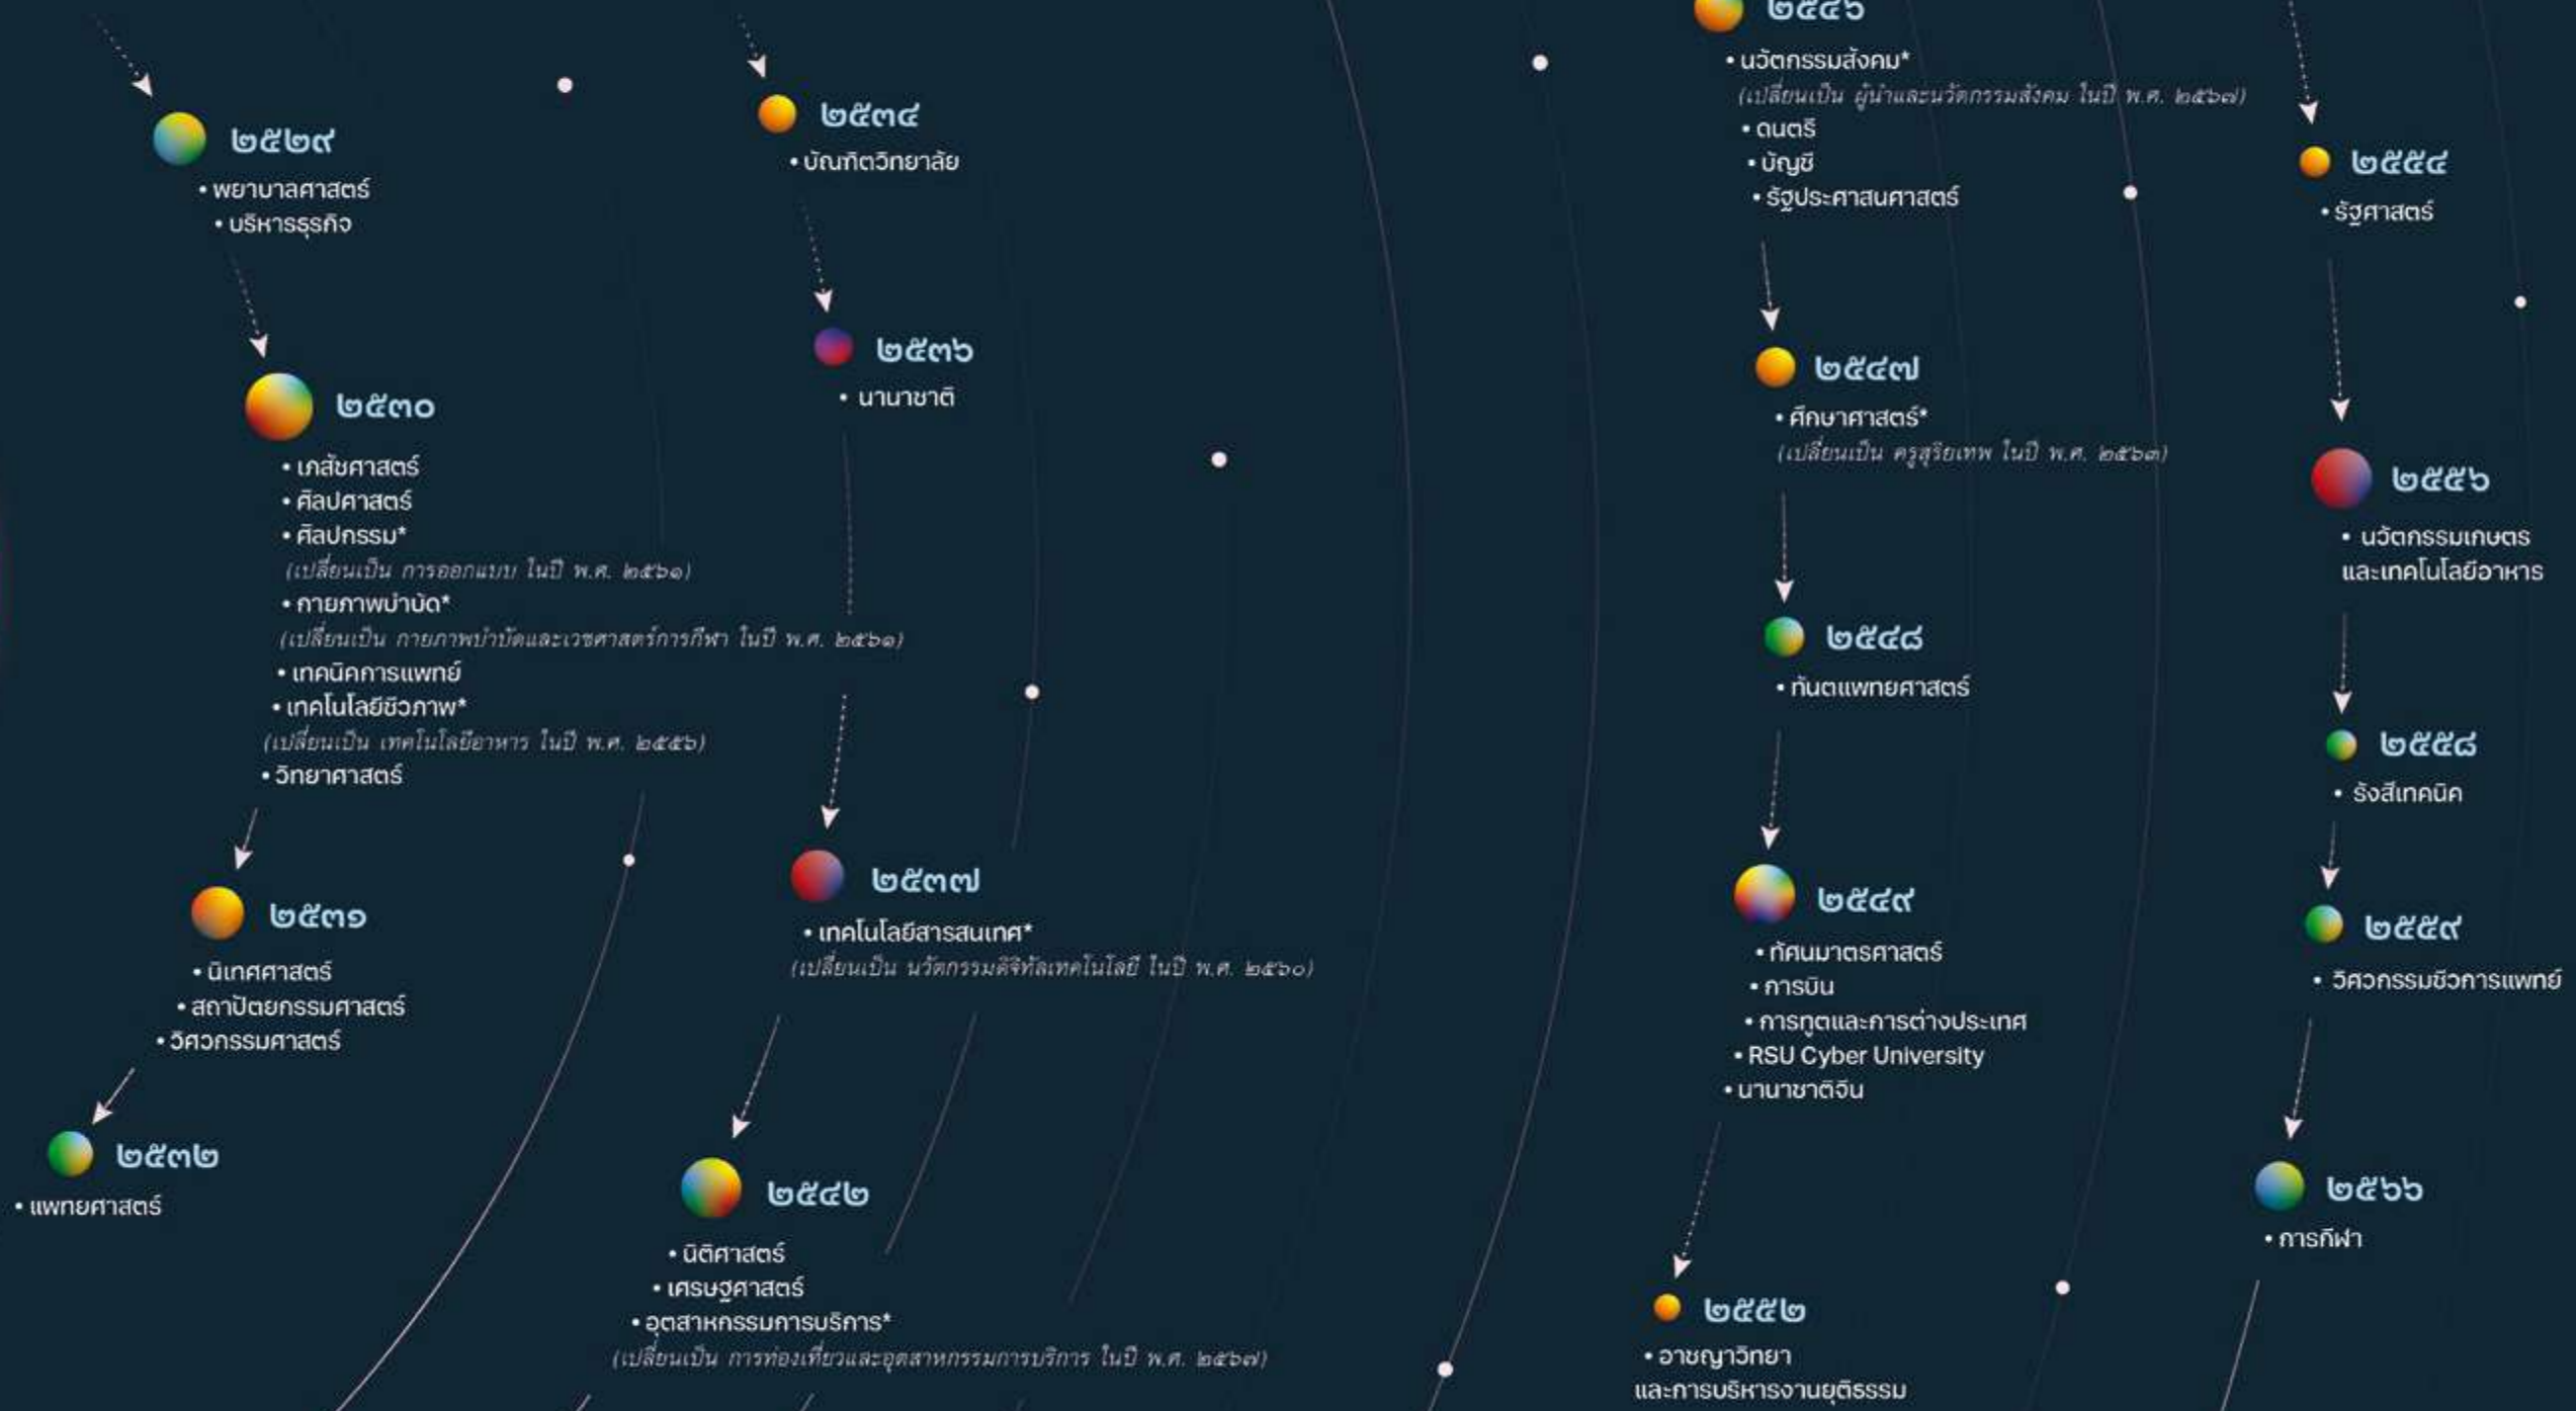 ๒๕๒๙
• พยาบาลศาสตร์
• บริหารธุรกิจ
๒๕๓๐
• เภสัชศาสตร์
• ศิลปศาสตร์
• ศิลปกรรม*
(เปลี่ยนเป็น การออกแบบ ในปี พ.ศ. ๒๕๖๑)
• กายภาพบำบัด*
(เปลี่ยนเป็น กายภาพบำบัดและเวชศาสตร์การกีฬา ในปี พ.ศ. ๒๕๖๑)
• เทคนิคการแพทย์
• เทคโนโลยีชีวภาพ*
(เปลี่ยนเป็น เทคโนโลยีอาหาร ในปี พ.ศ. ๒๕๕๖)
• วิทยาศาสตร์
๒๕๓๑
• นิเทศศาสตร์
• สถาปัตยกรรมศาสตร์
• วิศวกรรมศาสตร์
๒๕๓๒
• แพทยศาสตร์
๒๕๓๔
• บัณฑิตวิทยาลัย
๒๕๓๖
• นานาชาติ
๒๕๓๗
• เทคโนโลยีสารสนเทศ*
(เปลี่ยนเป็น นวัตกรรมดิจิทัลเทคโนโลยี ในปี พ.ศ. ๒๕๖๐)
๒๕๔๒
• นิติศาสตร์
• เศรษฐศาสตร์
• อุตสาหกรรมการบริการ*
(เปลี่ยนเป็น การท่องเที่ยวและอุตสาหกรรมการบริการ ในปี พ.ศ. ๒๕๖๗)
๒๕๔๖
• นวัตกรรมสังคม*
(เปลี่ยนเป็น ผู้นำและนวัตกรรมสังคม ในปี พ.ศ. ๒๕๖๗)
• ดนตรี
• บัญชี
• รัฐประศาสนศาสตร์
๒๕๔๗
• ศึกษาศาสตร์*
(เปลี่ยนเป็น ครูสุริยเทพ ในปี พ.ศ. ๒๕๖๓)
๒๕๔๘
• ทันตแพทยศาสตร์
๒๕๔๙
• ทัศนมาตรศาสตร์
• การบิน
• การทูตและการต่างประเทศ
• RSU Cyber University
• นานาชาติจีน
๒๕๕๒
• อาชญาวิทยา
และการบริหารงานยุติธรรม
๒๕๕๔
• รัฐศาสตร์
๒๕๕๖
• นวัตกรรมเกษตร
และเทคโนโลยีอาหาร
๒๕๕๘
• รังสีเทคนิค
๒๕๕๙
• วิศวกรรมชีวการแพทย์
๒๕๖๖
• การกีฬา